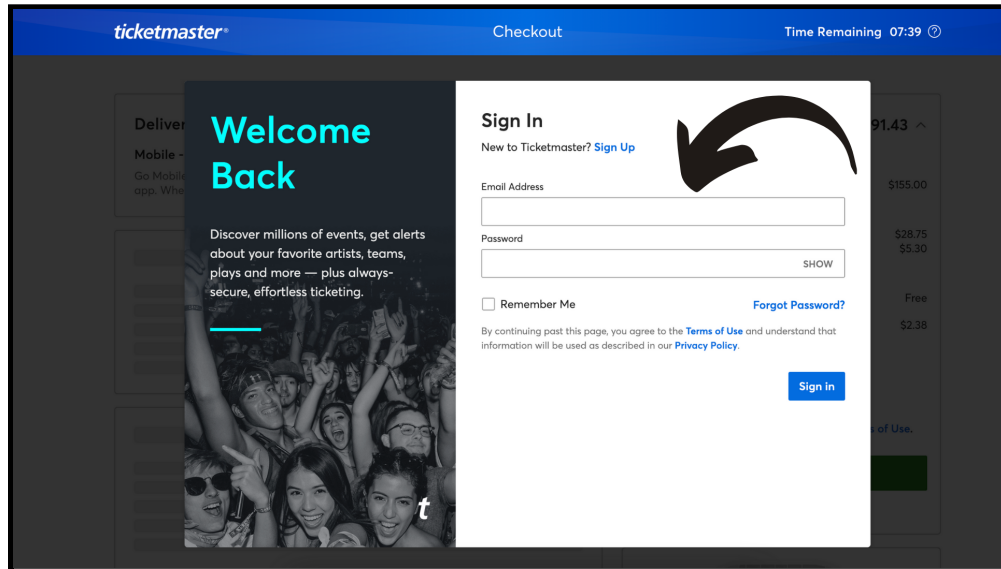 ticketmaster®
Checkout
Time Remaining 07:39
Deliver
Mobile -
Go Mobile
app. Whe
Welcome
Back
Discover millions of events, get alerts
about your favorite artists, teams,
plays and more — plus always-
secure, effortless ticketing.
t
Sign In
New to Ticketmaster? Sign Up
Email Address
Password
SHOW
Remember Me
Forgot Password?
By continuing past this page, you agree to the Terms of Use and understand that
information will be used as described in our Privacy Policy.
Sign in
91.43
$155.00
$28.75
$5.30
Free
$2.38
of Use.